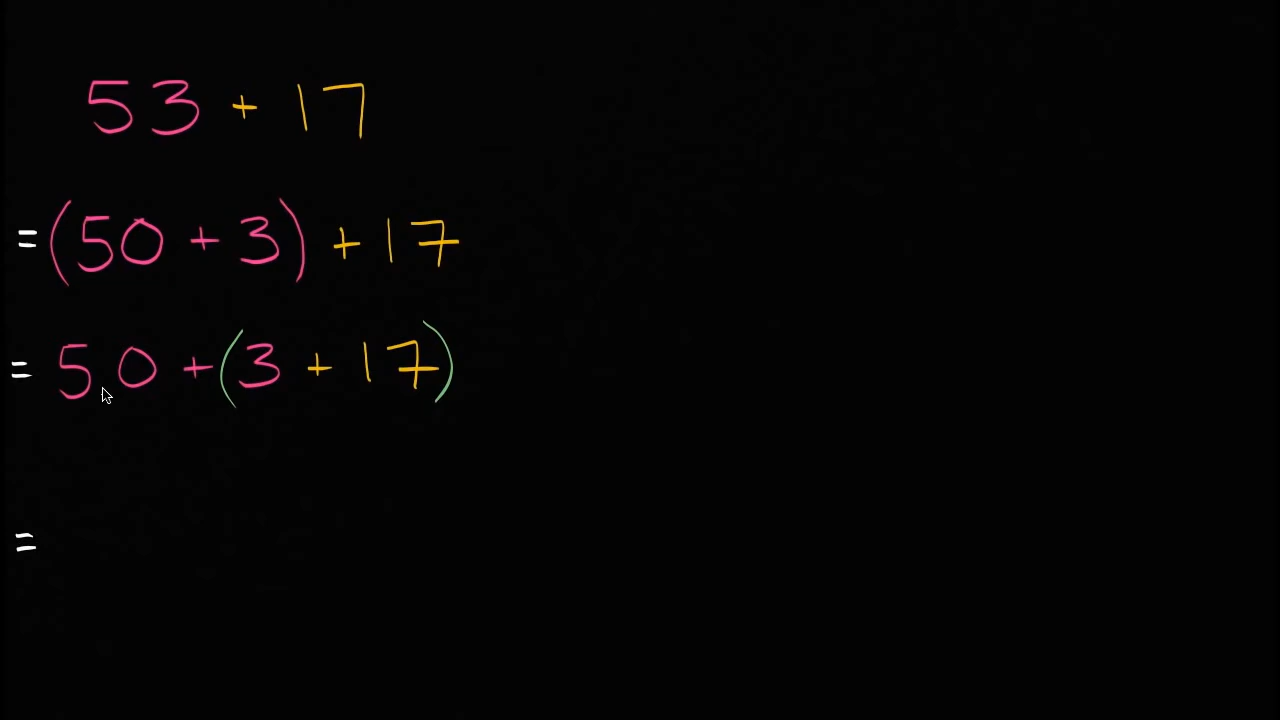 53 + 17
= (50 + 3) + 17
= 50 + (3 + 17)
=